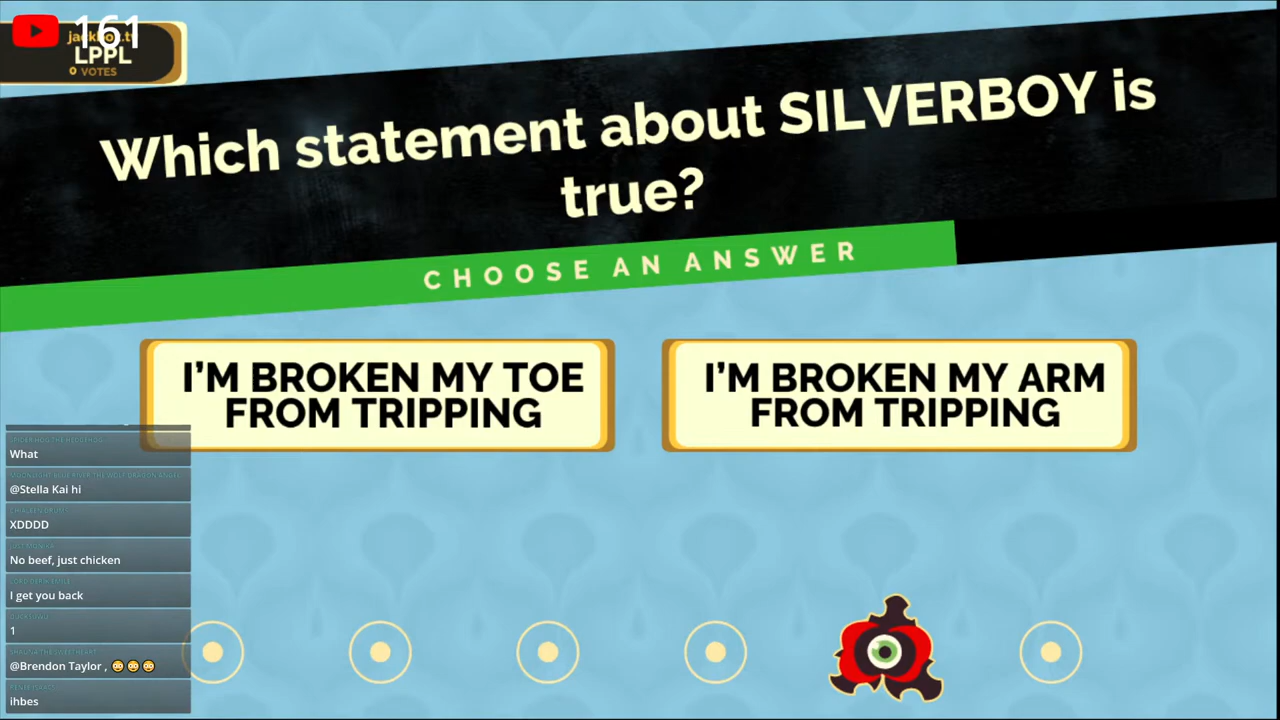 161
jackbox.tv
LPPL
0 VOTES
Which statement about SILVERBOY is
true?
CHOOSE AN ANSWER
I'M BROKEN MY TOE
FROM TRIPPING
I'M BROKEN MY ARM
FROM TRIPPING
What
@Stella Kai hi
XDDDD
No beef, just chicken
I get you back
1
@Brendon Taylor , 😳😳😳
ihbes